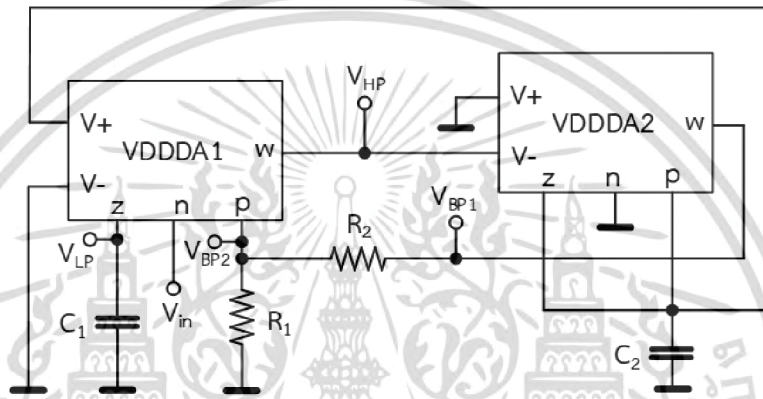 V_HP
V+
VDDDA1
w
V-
z
n
p
V+
VDDDA2
w
V-
z
n
p
V_LP
V_BP2
R_2
V_BP1
C_1
V_in
R_1
C_2